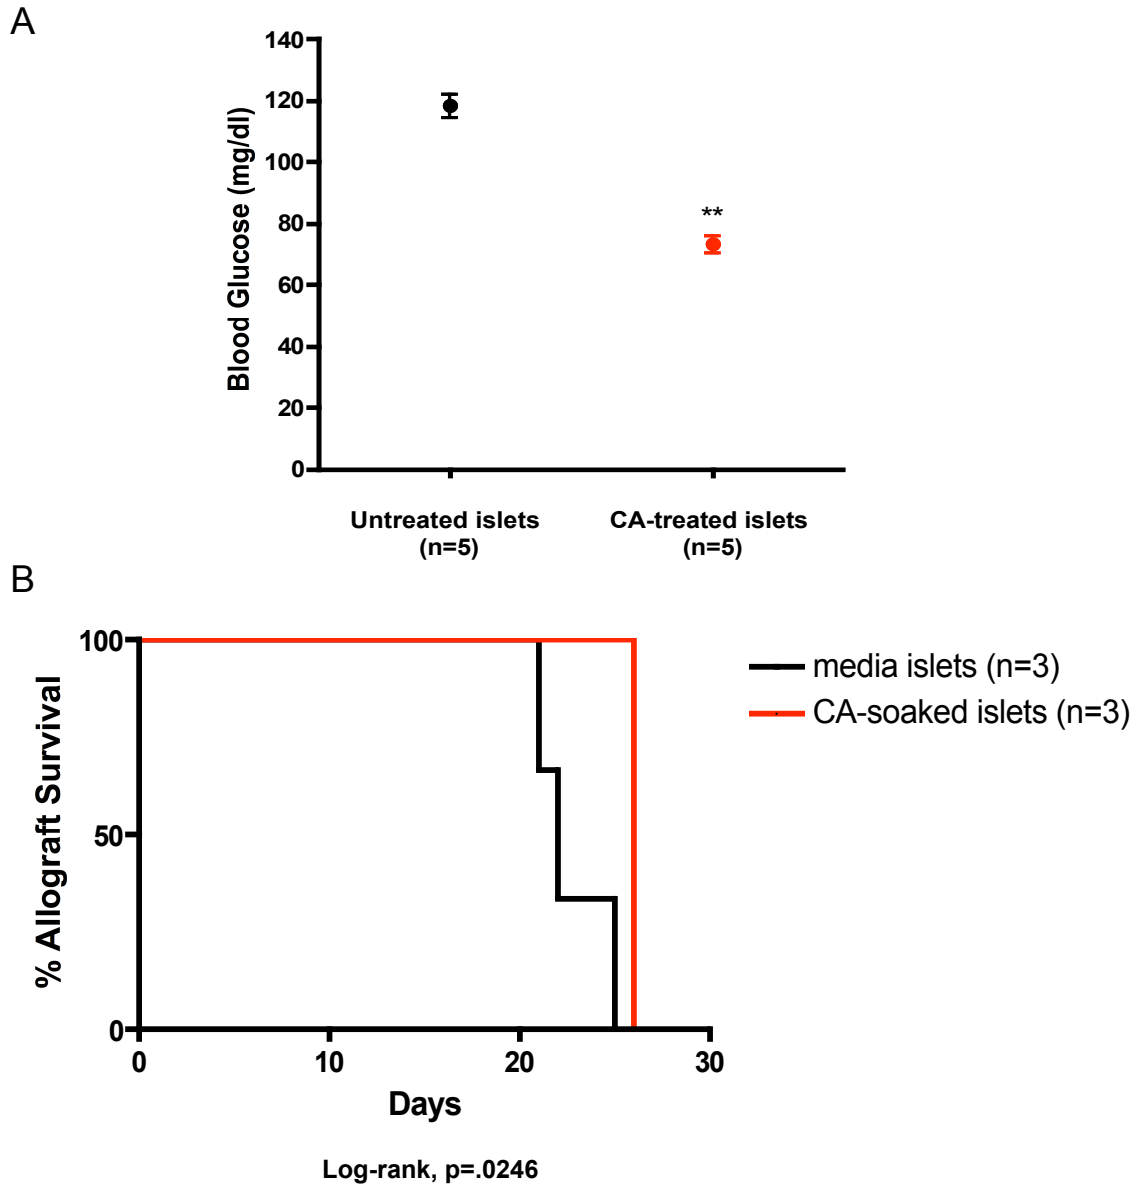 A
140
120
100
80
60
40
20
0
Blood Glucose (mg/dl)
**
Untreated islets
(n=5)
CA-treated islets
(n=5)
B
100
50
0
% Allograft Survival
0
10
20
30
Days
media islets (n=3)
CA-soaked islets (n=3)
Log-rank, p=.0246